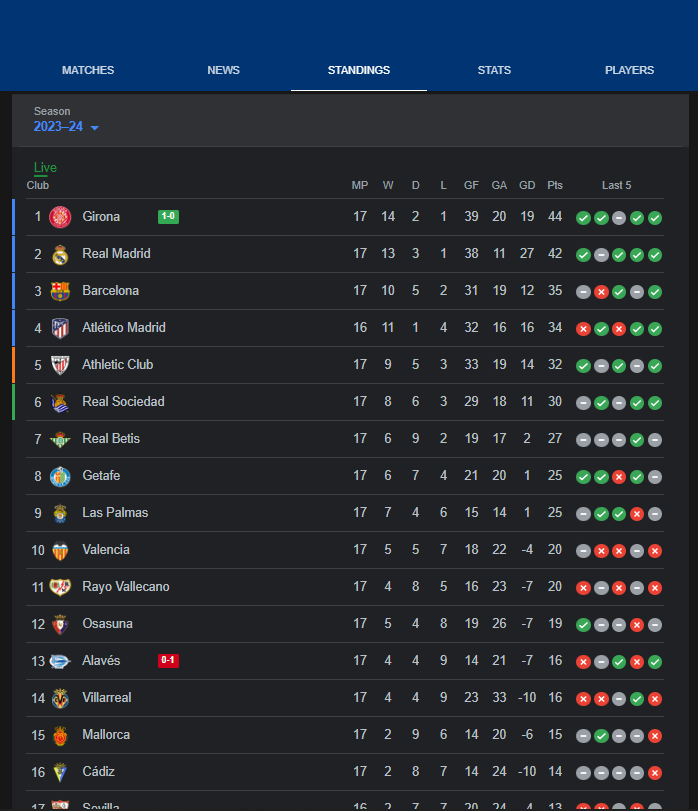 MATCHES NEWS STANDINGS STATS PLAYERS
Season
2023–24
Live
Club MP W D L GF GA GD Pts Last 5
1 Girona 1-0 17 14 2 1 39 20 19 44
2 Real Madrid 17 13 3 1 38 11 27 42
3 Barcelona 17 10 5 2 31 19 12 35
4 Atlético Madrid 16 11 1 4 32 16 16 34
5 Athletic Club 17 9 5 3 33 19 14 32
6 Real Sociedad 17 8 6 3 29 18 11 30
7 Real Betis 17 6 9 2 19 17 2 27
8 Getafe 17 6 7 4 21 20 1 25
9 Las Palmas 17 7 4 6 15 14 1 25
10 Valencia 17 5 5 7 18 22 -4 20
11 Rayo Vallecano 17 4 8 5 16 23 -7 20
12 Osasuna 17 5 4 8 19 26 -7 19
13 Alavés 0-1 17 4 4 9 14 21 -7 16
14 Villarreal 17 4 4 9 23 33 -10 16
15 Mallorca 17 2 9 6 14 20 -6 15
16 Cádiz 17 2 8 7 14 24 -10 14
17 Sevilla 16 2 7 7 20 24 -4 13